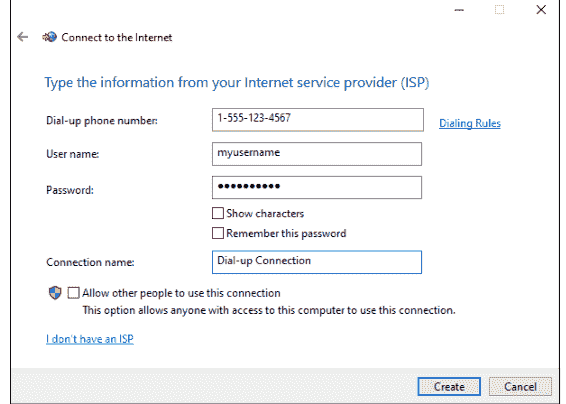 Connect to the Internet
Type the information from your Internet service provider (ISP)
Dial-up phone number: 1-555-123-4567 Dialing Rules
User name: myusername
Password: ●●●●●●●●●●
Show characters
Remember this password
Connection name: Dial-up Connection
Allow other people to use this connection
This option allows anyone with access to this computer to use this connection.
I don't have an ISP
Create Cancel